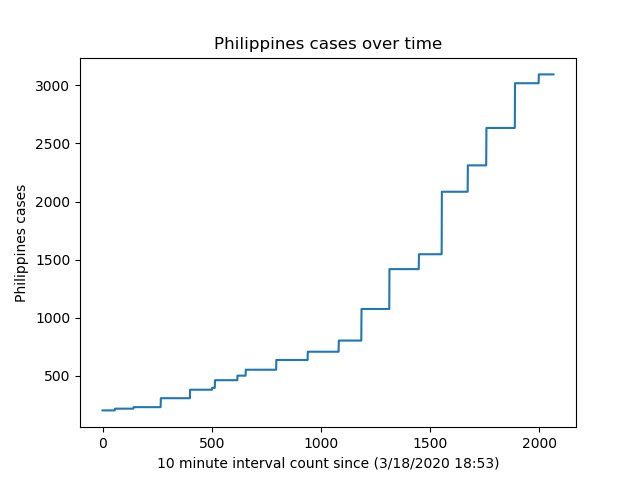 Philippines cases over time
3000
2500
2000
1500
1000
500
Philippines cases
0 500 1000 1500 2000
10 minute interval count since (3/18/2020 18:53)